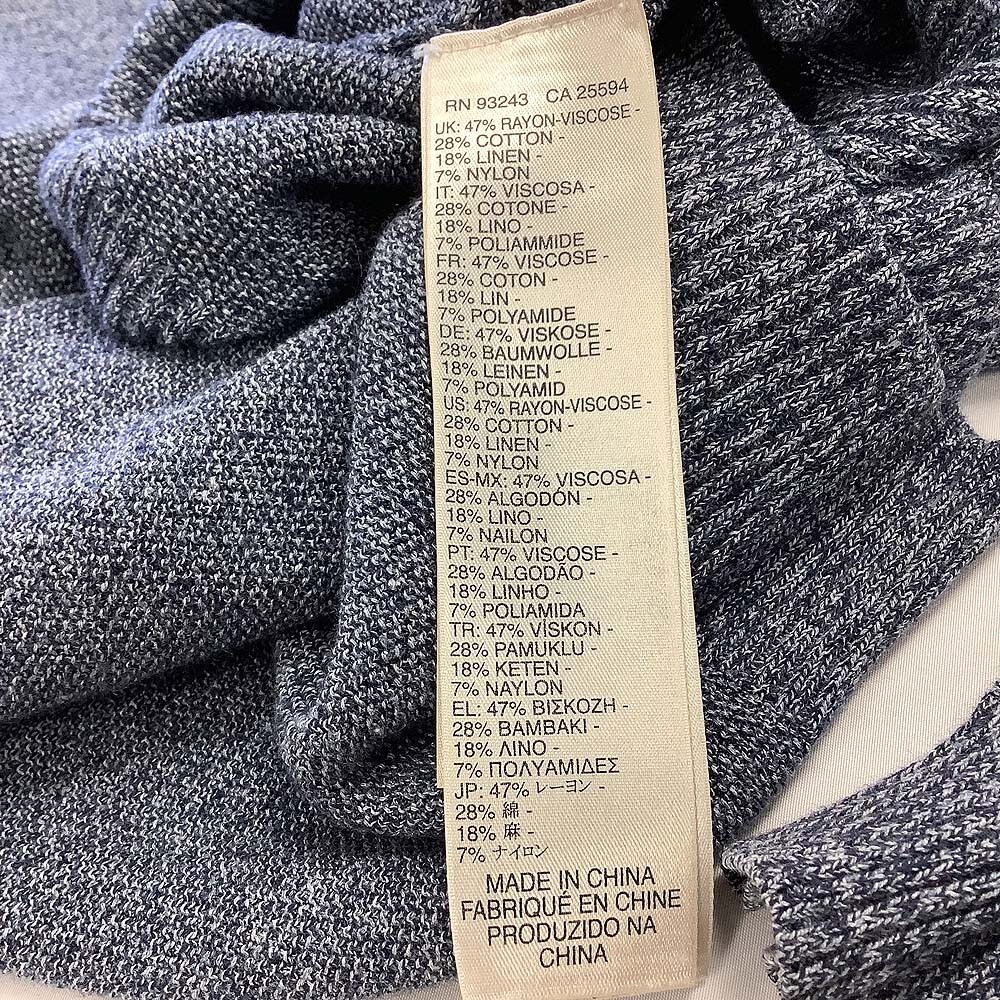 RN 93243 CA 25594
UK: 47% RAYON-VISCOSE -
28% COTTON -
18% LINEN -
7% NYLON
IT: 47% VISCOSA -
28% COTONE -
18% LINO -
7% POLIAMMIDE
FR: 47% VISCOSE -
28% COTON -
18% LIN -
7% POLYAMIDE
DE: 47% VISKOSE -
28% BAUMWOLLE -
18% LEINEN -
7% POLYAMID
US: 47% RAYON-VISCOSE -
28% COTTON -
18% LINEN -
7% NYLON
ES-MX: 47% VISCOSA -
28% ALGODÓN -
18% LINO -
7% NAILON
PT: 47% VISCOSE -
28% ALGODÃO -
18% LINHO -
7% POLIAMIDA
TR: 47% VİSKON -
28% PAMUKLU -
18% KETEN -
7% NAYLON
EL: 47% ΒΙΣΚΟΖΗ -
28% ΒΑΜΒΑΚΙ -
18% ΛΙΝΟ -
7% ΠΟΛΥΑΜΙΔΕΣ
JP: 47% レーヨン -
28% 綿 -
18% 麻 -
7% ナイロン
MADE IN CHINA
FABRIQUÉ EN CHINE
PRODUZIDO NA
CHINA